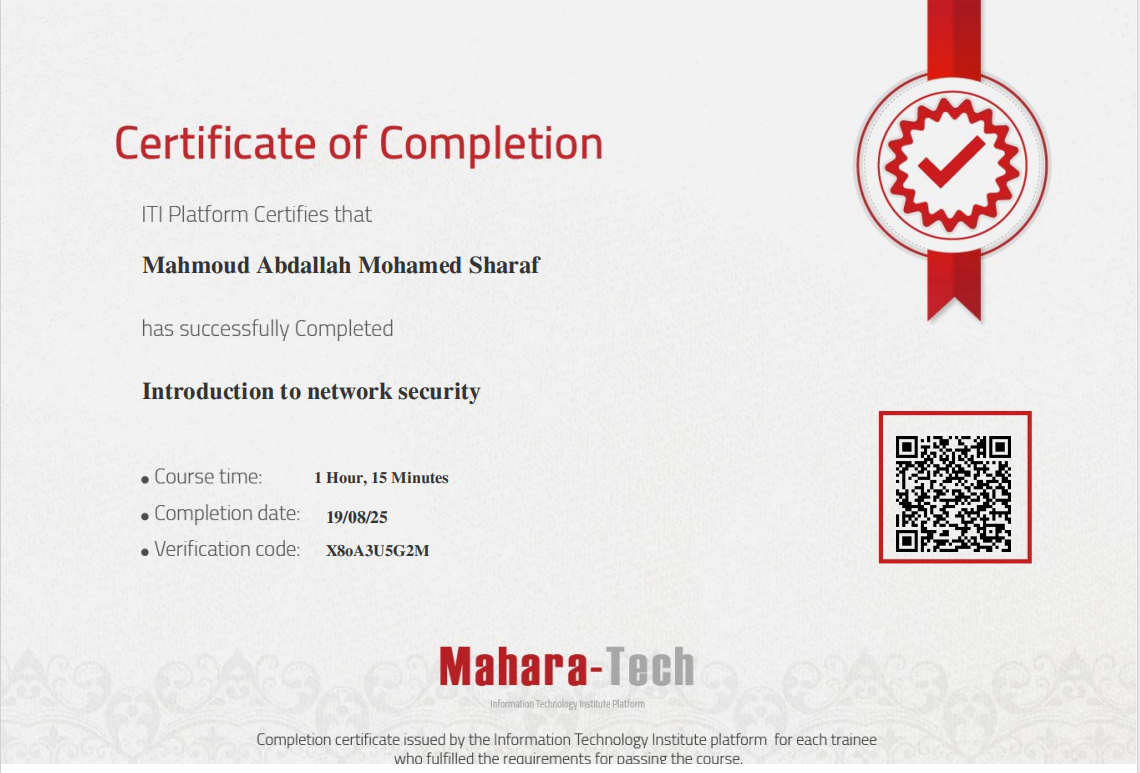 Certificate of Completion
ITI Platform Certifies that
Mahmoud Abdallah Mohamed Sharaf
has successfully Completed
Introduction to network security
• Course time: 1 Hour, 15 Minutes
• Completion date: 19/08/25
• Verification code: X8oA3U5G2M
Mahara-Tech
Information Technology Institute Platform
Completion certificate issued by the Information Technology Institute platform for each trainee
who fulfilled the requirements for passing the course.